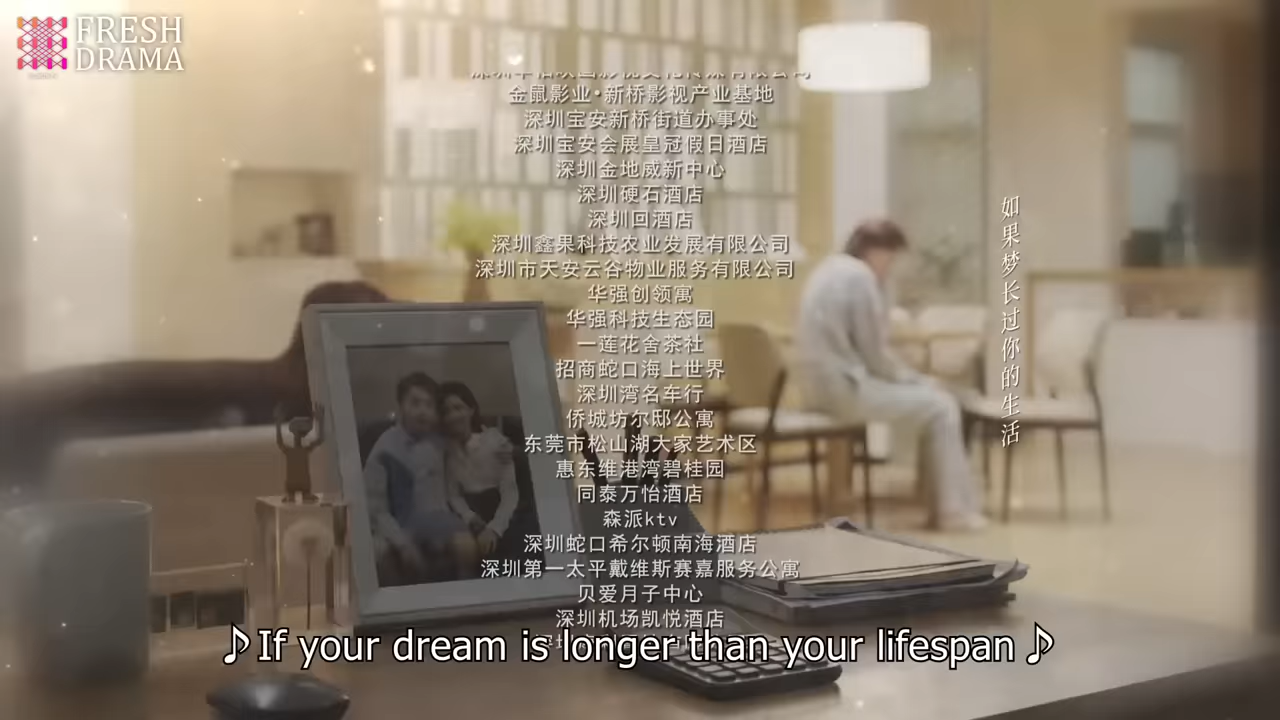 FRESH
DRAMA
金鼠影业·新桥影视产业基地
深圳宝安新桥街道办事处
深圳宝安会展皇冠假日酒店
深圳金地威新中心
深圳硬石酒店
深圳回酒店
深圳鑫果科技农业发展有限公司
深圳市天安云谷物业服务有限公司
华强创领寓
华强科技生态园
一莲花舍茶社
招商蛇口海上世界
深圳湾名车行
侨城坊尔邸公寓
东莞市松山湖大家艺术区
惠东维港湾碧桂园
同泰万怡酒店
森派ktv
深圳蛇口希尔顿南海酒店
深圳第一太平戴维斯赛嘉服务公寓
贝爱月子中心
深圳机场凯悦酒店
如果梦长过你的生活
♪If your dream is longer than your lifespan♪